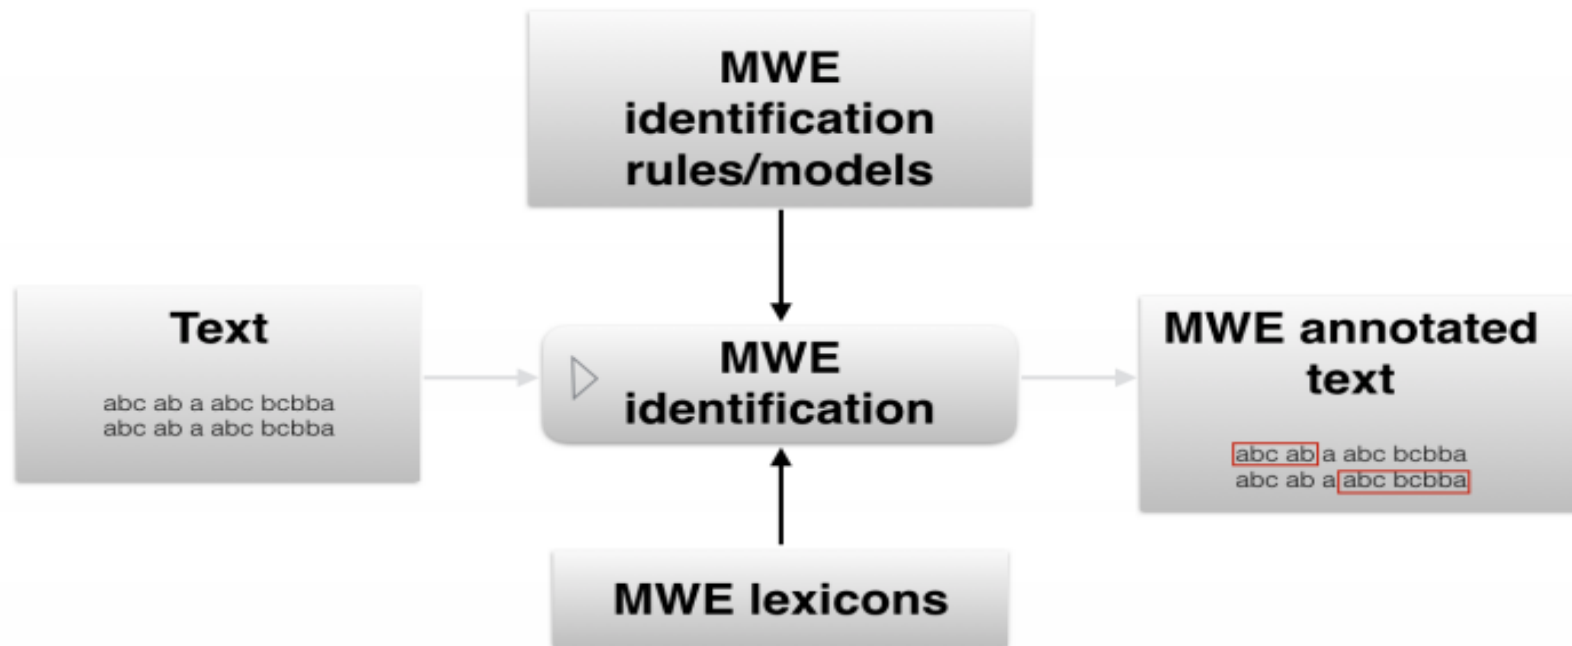 MWE
identification
rules/models
Text
abc ab a abc bcbba
abc ab a abc bcbba
MWE
identification
MWE annotated
text
abc ab a abc bcbba
abc ab a abc bcbba
MWE lexicons